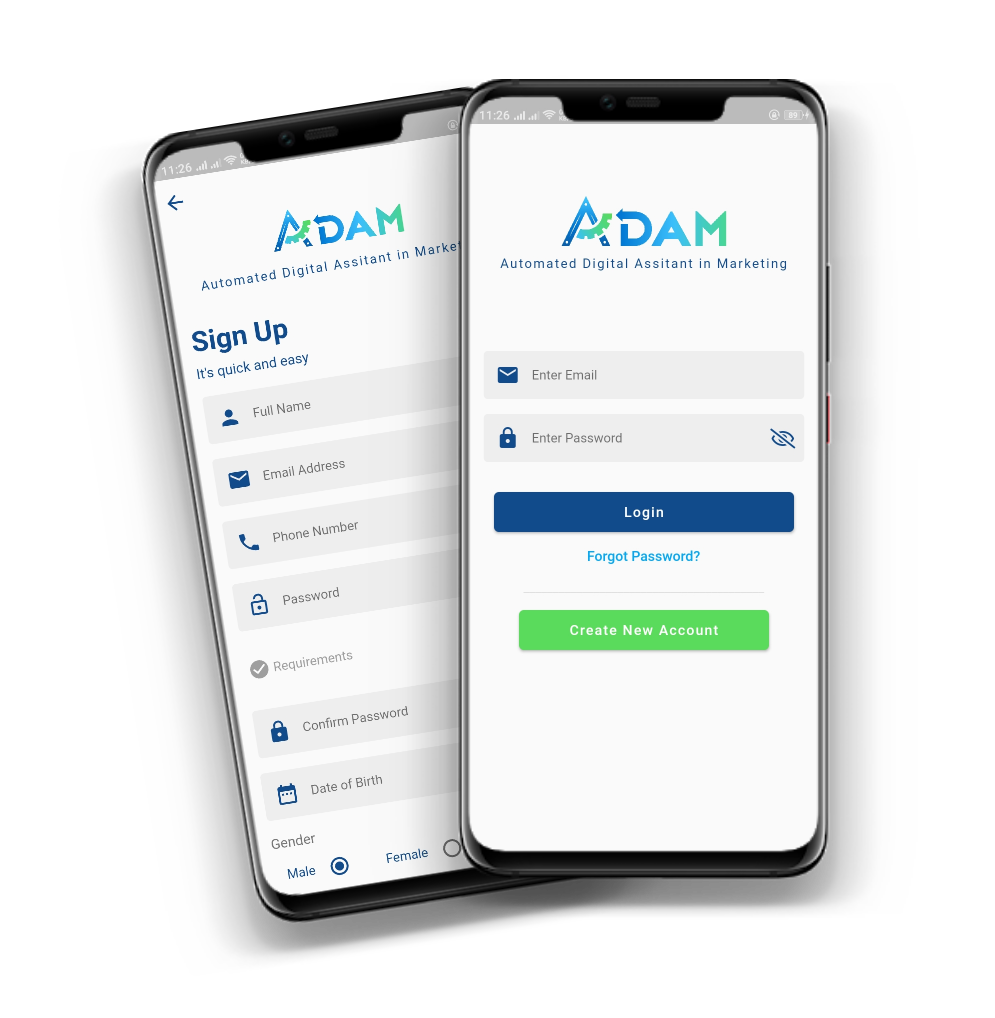 11:26
ADAM
Automated Digital Assitant in Market
Sign Up
It's quick and easy
Full Name
Email Address
Phone Number
Password
Requirements
Confirm Password
Date of Birth
Gender
Male Female
11:26 89
ADAM
Automated Digital Assitant in Marketing
Enter Email
Enter Password
Login
Forgot Password?
Create New Account